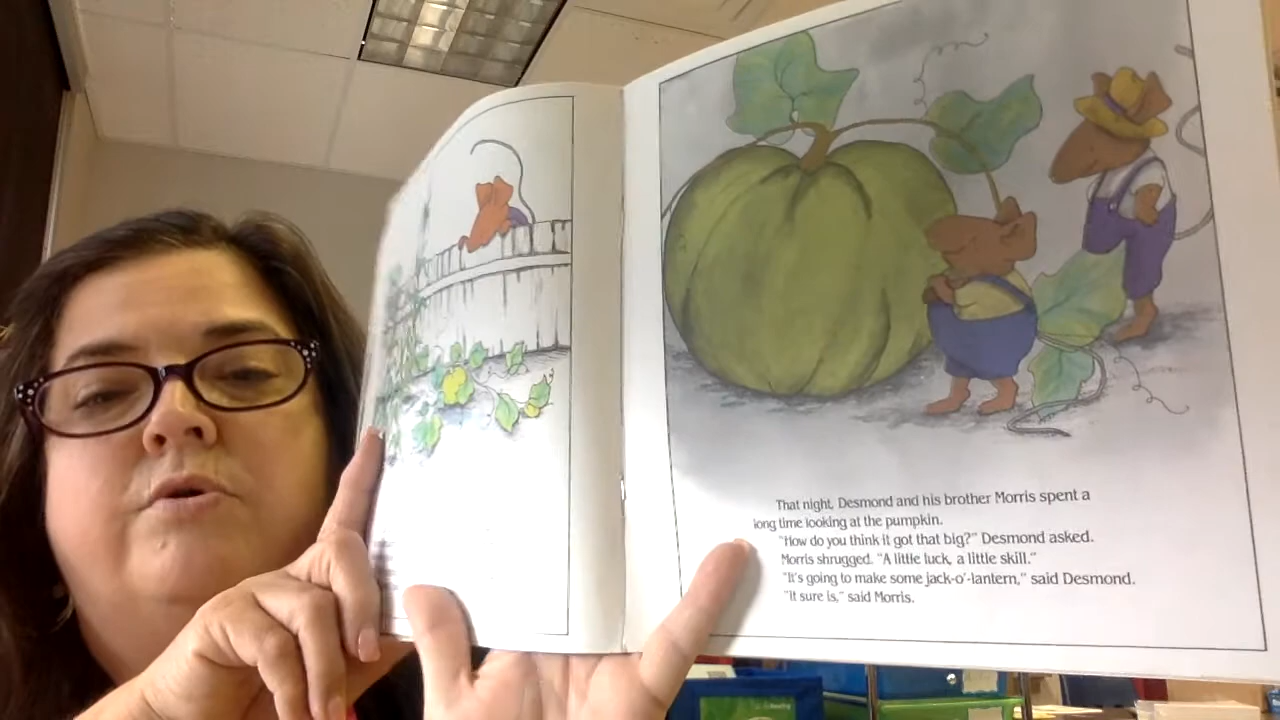 That night, Desmond and his brother Morris spent a
long time looking at the pumpkin.
"How do you think it got that big?" Desmond asked.
Morris shrugged. "A little luck, a little skill."
"It's going to make some jack-o'-lantern," said Desmond.
"It sure is," said Morris.